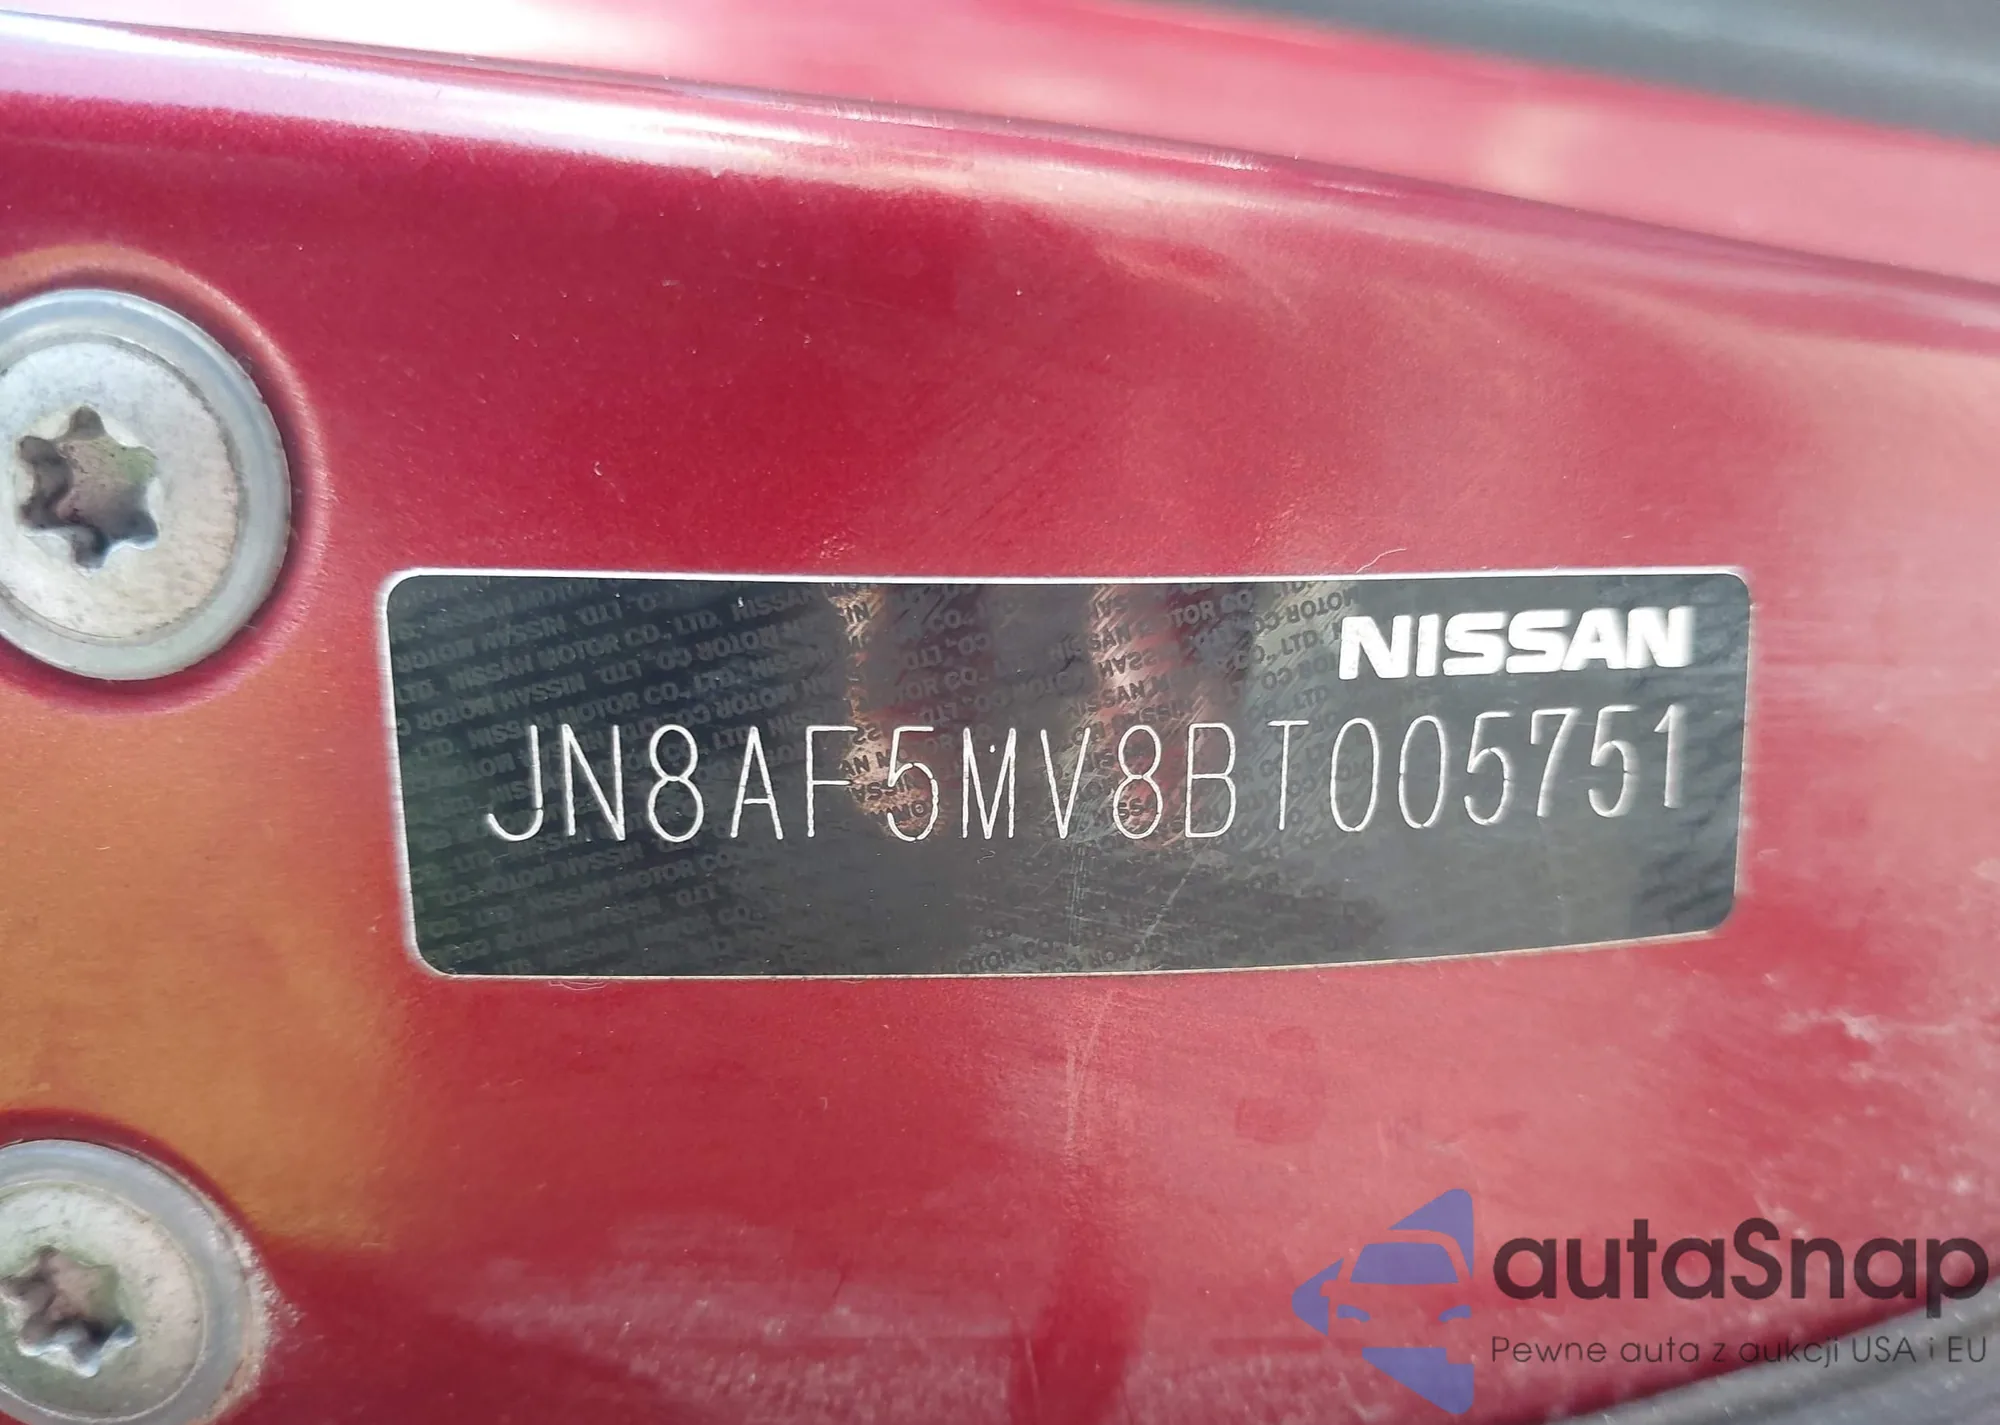 NISSAN
JN8AF5MV8BT005751
autaSnap
Pewne auta z aukcji USA i EU